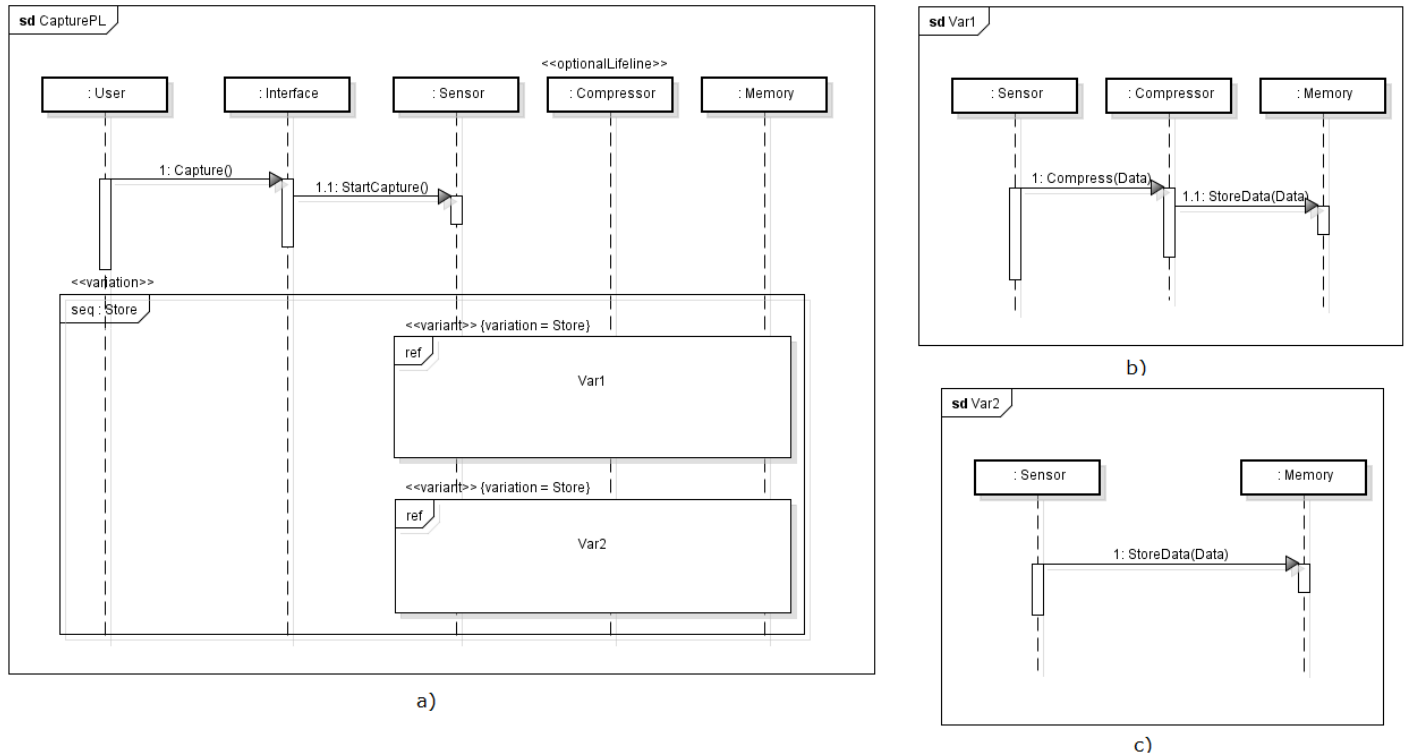 sd CapturePL
<<optionalLifeline>>
: User
: Interface
: Sensor
: Compressor
: Memory
1: Capture()
1.1: StartCapture()
<<variation>>
seq : Store
<<variant>> {variation = Store}
ref
Var1
<<variant>> {variation = Store}
ref
Var2
a)
sd Var1
: Sensor
: Compressor
: Memory
1: Compress(Data)
1.1: StoreData(Data)
b)
sd Var2
: Sensor
: Memory
1: StoreData(Data)
c)